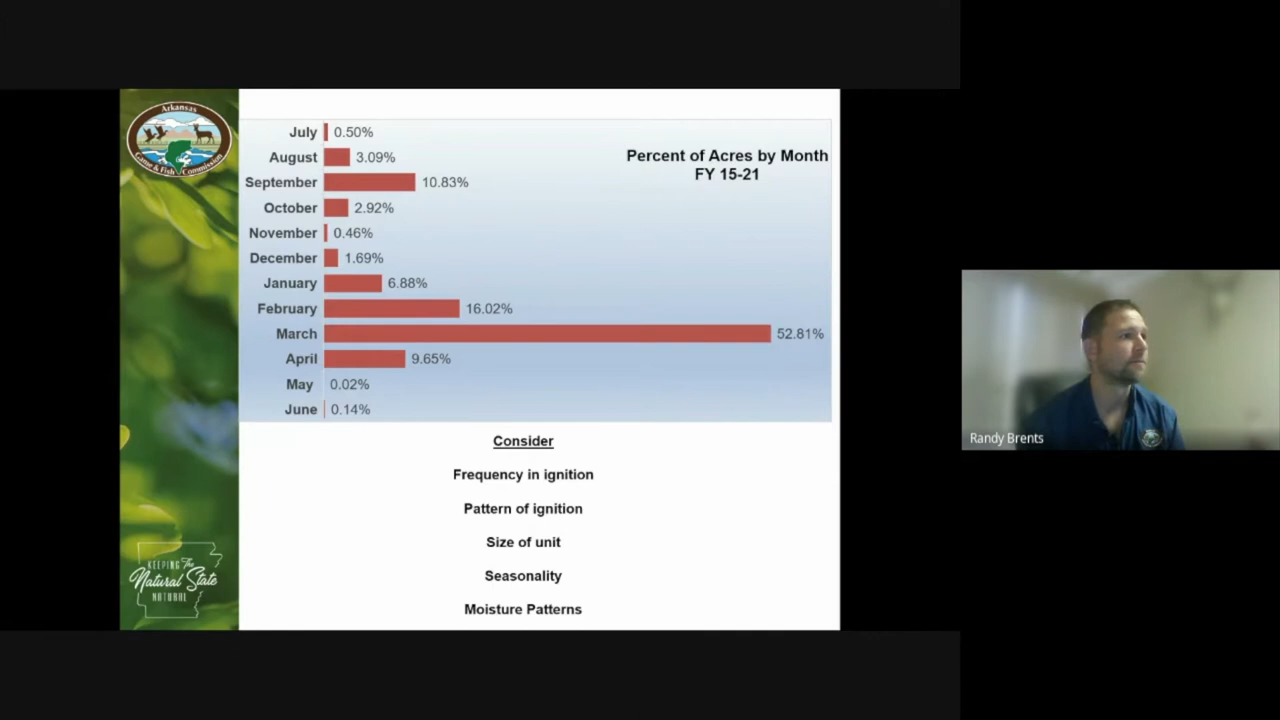 Arkansas
Game & Fish Commission
July 0.50%
August 3.09%
September 10.83%
October 2.92%
November 0.46%
December 1.69%
January 6.88%
February 16.02%
March 52.81%
April 9.65%
May 0.02%
June 0.14%
Percent of Acres by Month
FY 15-21
Consider
Frequency in ignition
Pattern of ignition
Size of unit
Seasonality
Moisture Patterns
KEEPING The
Natural State
NATURAL
Randy Brents